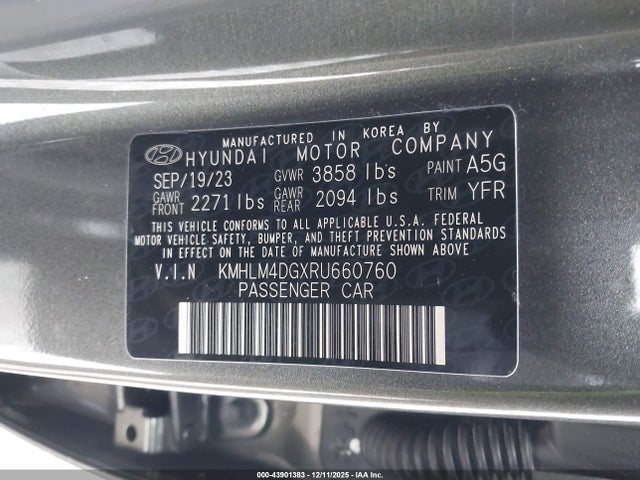 MANUFACTURED IN KOREA BY
HYUNDAI MOTOR COMPANY
SEP/19/23 GVWR 3858 lbs PAINT A5G
GAWR FRONT 2271 lbs GAWR REAR 2094 lbs TRIM YFR
THIS VEHICLE CONFORMS TO ALL APPLICABLE U.S.A. FEDERAL
MOTOR VEHICLE SAFETY, BUMPER, AND THEFT PREVENTION STANDARDS
IN EFFECT ON THE DATE OF MANUFACTURE SHOWN ABOVE.
V.I.N KMHLM4DGXRU660760
PASSENGER CAR
000-43901383 - 12/11/2025 - IAA Inc.